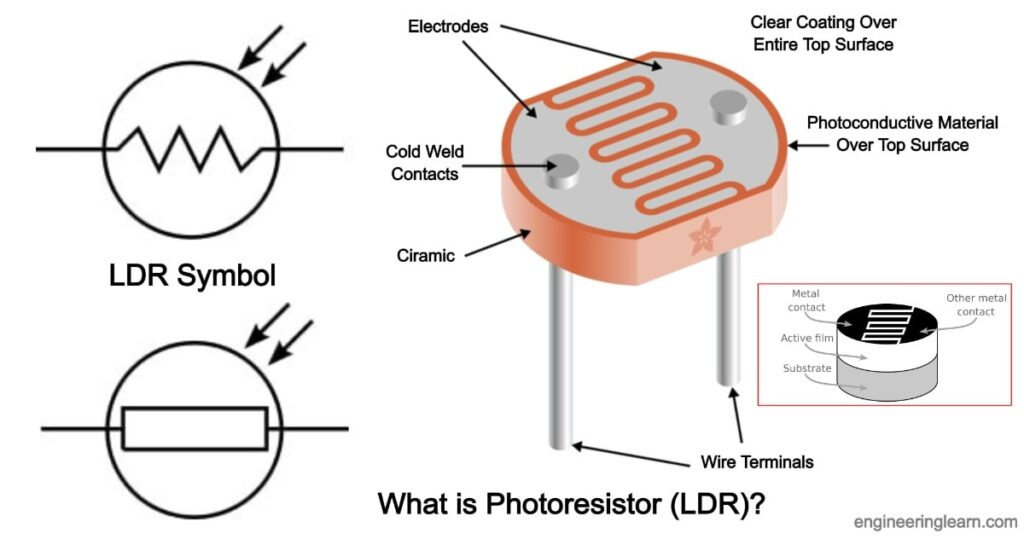 Electrodes
Clear Coating Over
Entire Top Surface
Photoconductive Material
Over Top Surface
Cold Weld
Contacts
Ciramic
LDR Symbol
Metal
contact
Other metal
contact
Active film
Substrate
Wire Terminals
What is Photoresistor (LDR)?
engineeringlearn.com